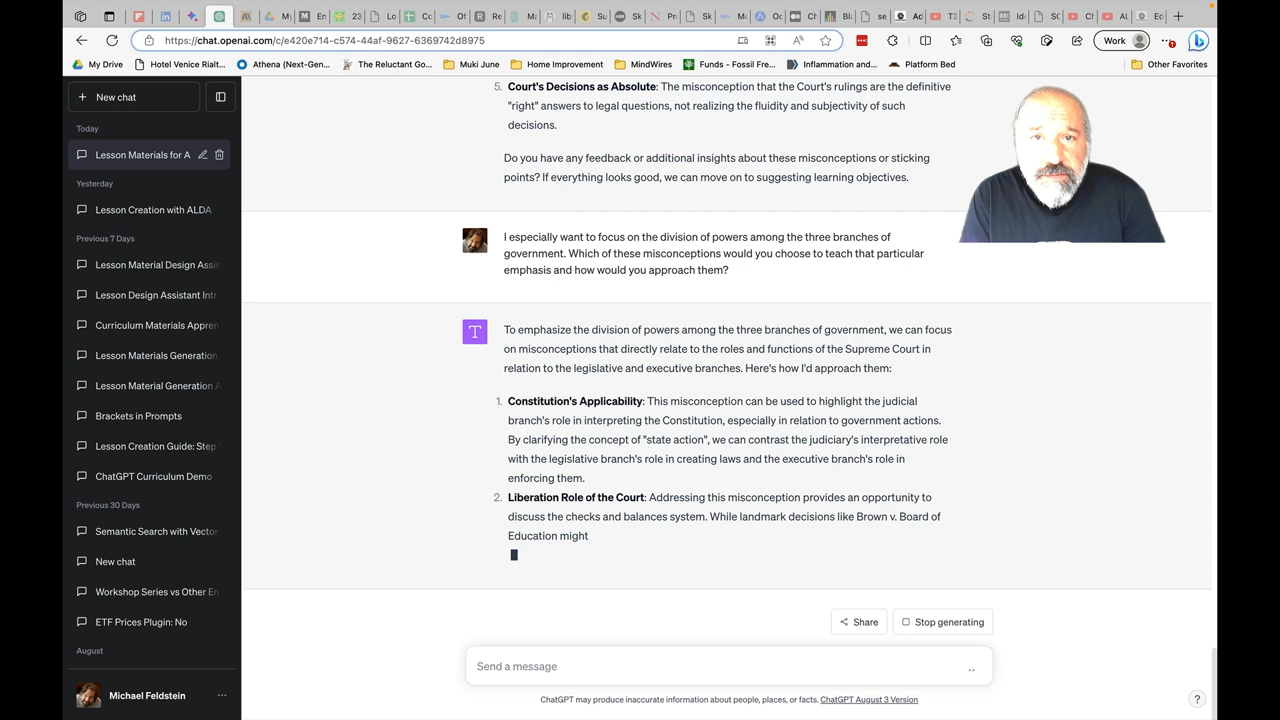 https://chat.openai.com/c/e420e714-c574-44af-9627-6369742d8975
Work
My Drive
Hotel Venice Rialt...
Athena (Next-Gen...
The Reluctant Go...
Muki June
Home Improvement
MindWires
Funds - Fossil Fre...
Inflammation and...
Platform Bed
Other Favorites
New chat
Today
Lesson Materials for A
Yesterday
Lesson Creation with ALDA
Previous 7 Days
Lesson Material Design Assis
Lesson Design Assistant Intr
Curriculum Materials Appren
Lesson Materials Generation
Lesson Material Generation A
Brackets in Prompts
Lesson Creation Guide: Step
ChatGPT Curriculum Demo
Previous 30 Days
Semantic Search with Vector
New chat
Workshop Series vs Other En
ETF Prices Plugin: No
August
Michael Feldstein
5. Court's Decisions as Absolute: The misconception that the Court's rulings are the definitive
"right" answers to legal questions, not realizing the fluidity and subjectivity of such
decisions.
Do you have any feedback or additional insights about these misconceptions or sticking
points? If everything looks good, we can move on to suggesting learning objectives.
I especially want to focus on the division of powers among the three branches of
government. Which of these misconceptions would you choose to teach that particular
emphasis and how would you approach them?
T
To emphasize the division of powers among the three branches of government, we can focus
on misconceptions that directly relate to the roles and functions of the Supreme Court in
relation to the legislative and executive branches. Here's how I'd approach them:
1. Constitution's Applicability: This misconception can be used to highlight the judicial
branch's role in interpreting the Constitution, especially in relation to government actions.
By clarifying the concept of "state action", we can contrast the judiciary's interpretative role
with the legislative branch's role in creating laws and the executive branch's role in
enforcing them.
2. Liberation Role of the Court: Addressing this misconception provides an opportunity to
discuss the checks and balances system. While landmark decisions like Brown v. Board of
Education might
Share
Stop generating
Send a message
ChatGPT may produce inaccurate information about people, places, or facts. ChatGPT August 3 Version
?